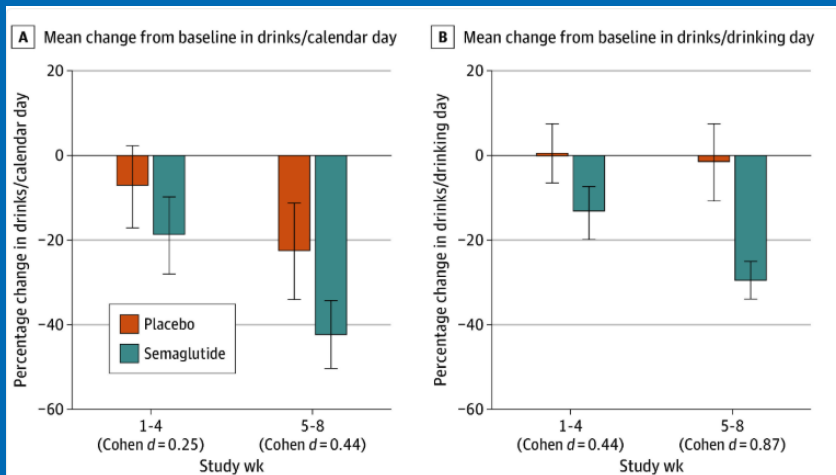 A Mean change from baseline in drinks/calendar day
Percentage change in drinks/calendar day
20
0
−20
−40
−60
Placebo
Semaglutide
1-4
(Cohen d = 0.25)
5-8
(Cohen d = 0.44)
Study wk
B Mean change from baseline in drinks/drinking day
Percentage change in drinks/drinking day
20
0
−20
−40
−60
1-4
(Cohen d = 0.44)
5-8
(Cohen d = 0.87)
Study wk